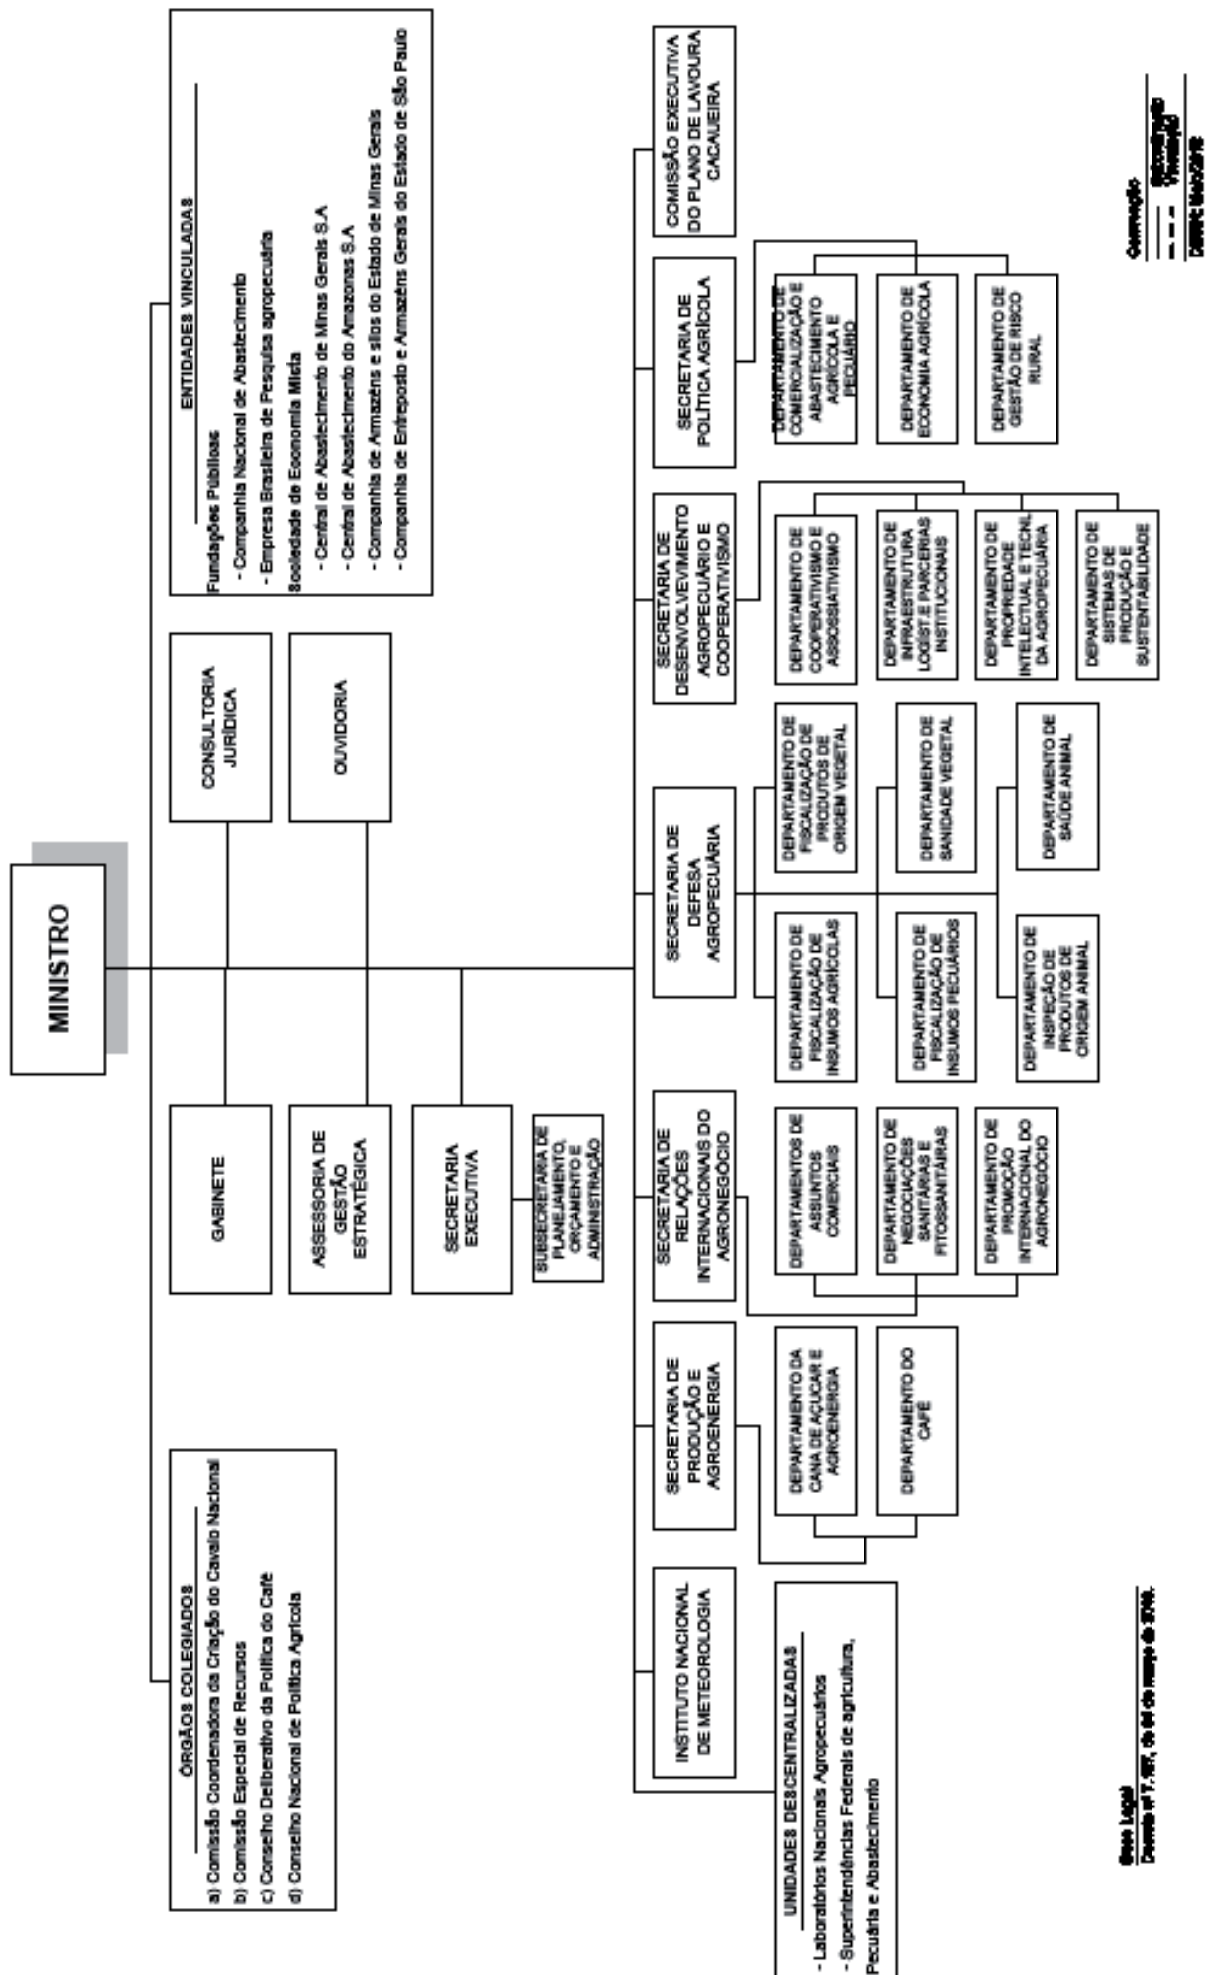 MINISTRO
ÓRGÃOS COLEGIADOS
a) Comissão Coordenadora da Criação do Cavalo Nacional
b) Comissão Especial de Recursos
c) Conselho Deliberativo da Política do Café
d) Conselho Nacional de Política Agrícola
GABINETE
CONSULTORIA
JURÍDICA
ENTIDADES VINCULADAS
Fundações Públicas
- Companhia Nacional de Abastecimento
- Empresa Brasileira de Pesquisa agropecuária
Sociedade de Economia Mista
- Central de Abastecimento de Minas Gerais S.A
- Central de Abastecimento do Amazonas S.A
- Companhia de Armazéns e silos do Estado de Minas Gerais
- Companhia de Entreposto e Armazéns Gerais do Estado de São Paulo
ASSESSORIA DE
GESTÃO
ESTRATÉGICA
OUVIDORIA
SECRETARIA
EXECUTIVA
SUBSECRETARIA DE
PLANEJAMENTO,
ORÇAMENTO E
ADMINISTRAÇÃO
INSTITUTO NACIONAL
DE METEOROLOGIA
SECRETARIA DE
PRODUÇÃO E
AGROENERGIA
SECRETARIA DE
RELAÇÕES
INTERNACIONAIS DO
AGRONEGÓCIO
SECRETARIA DE
DEFESA
AGROPECUÁRIA
SECRETARIA DE
DESENVOLVEVIMENTO
AGROPECUÁRIO E
COOPERATIVISMO
SECRETARIA DE
POLÍTICA AGRÍCOLA
COMISSÃO EXECUTIVA
DO PLANO DE LAVOURA
CACAUEIRA
UNIDADES DESCENTRALIZADAS
- Laboratórios Nacionais Agropecuários
- Superintendências Federais de agricultura,
Pecuária e Abastecimento
DEPARTAMENTO DA
CANA DE AÇUCAR E
AGROENERGIA
DEPARTAMENTO DO
CAFÉ
DEPARTAMENTOS DE
ASSUNTOS
COMERCIAIS
DEPARTAMENTO DE
NEGOCIAÇÕES
SANITÁRIAS E
FITOSSANITÁIRAS
DEPARTAMENTO DE
PROMOÇÃO
INTERNACIONAL DO
AGRONEGÓCIO
DEPARTAMENTO DE
FISCALIZAÇÃO DE
INSUMOS AGRÍCOLAS
DEPARTAMENTO DE
FISCALIZAÇÃO DE
PRODUTOS DE
ORIGEM VEGETAL
DEPARTAMENTO DE
FISCALIZAÇÃO DE
INSUMOS PECUÁRIOS
DEPARTAMENTO DE
SANIDADE VEGETAL
DEPARTAMENTO DE
INSPEÇÃO DE
PRODUTOS DE
ORIGEM ANIMAL
DEPARTAMENTO DE
SAÚDE ANIMAL
DEPARTAMENTO DE
COOPERATIVISMO E
ASSOSSIATIVISMO
DEPARTAMENTO DE
INFRAESTRUTURA
LOGÍST.E PARCERIAS
INSTITUCIONAIS
DEPARTAMENTO DE
PROPRIEDADE
INTELECTUAL E TECNL
DA AGROPECUÁRIA
DEPARTAMENTO DE
SISTEMAS DE
PRODUÇÃO E
SUSTENTABILIDADE
DEPARTAMENTO DE
COMERCIALIZAÇÃO E
ABASTECIMENTO
AGRÍCOLA E
PECUÁRIO
DEPARTAMENTO DE
ECONOMIA AGRÍCOLA
DEPARTAMENTO DE
GESTÃO DE RISCO
RURAL
Base Legal
Convenção